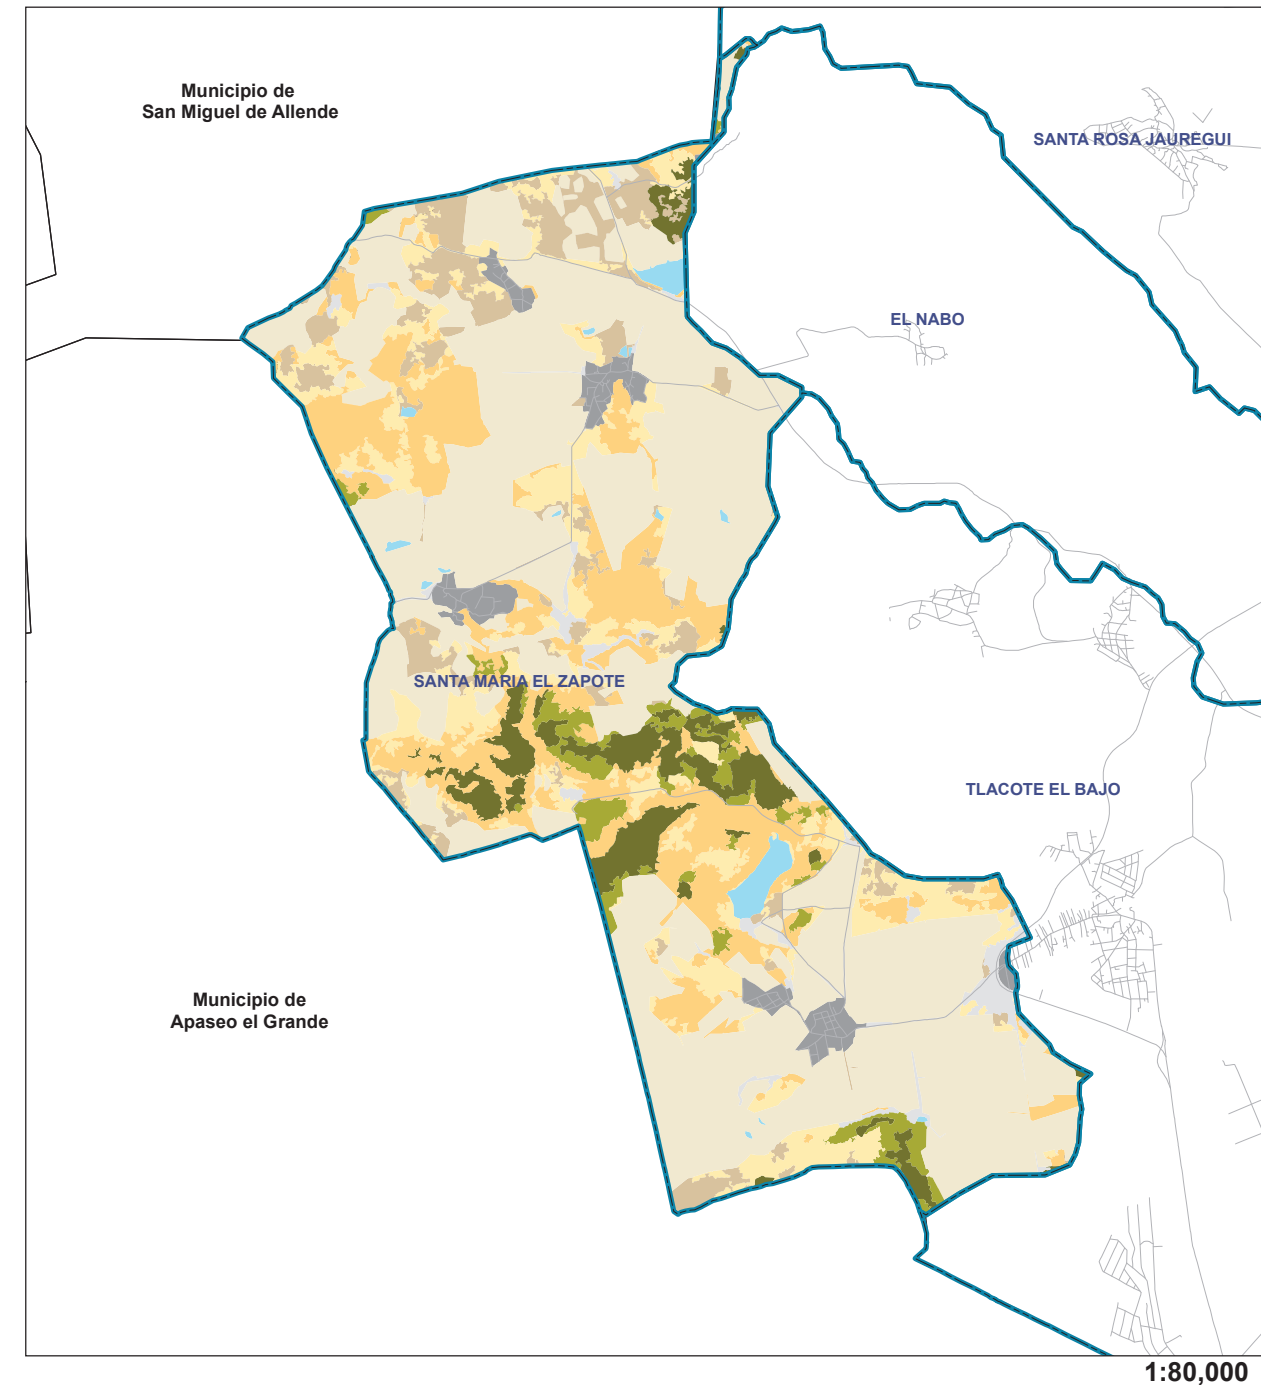 Municipio de
San Miguel de Allende
SANTA ROSA JAUREGUI
EL NABO
SANTA MARIA EL ZAPOTE
TLACOTE EL BAJO
Municipio de
Apaseo el Grande
1:80,000